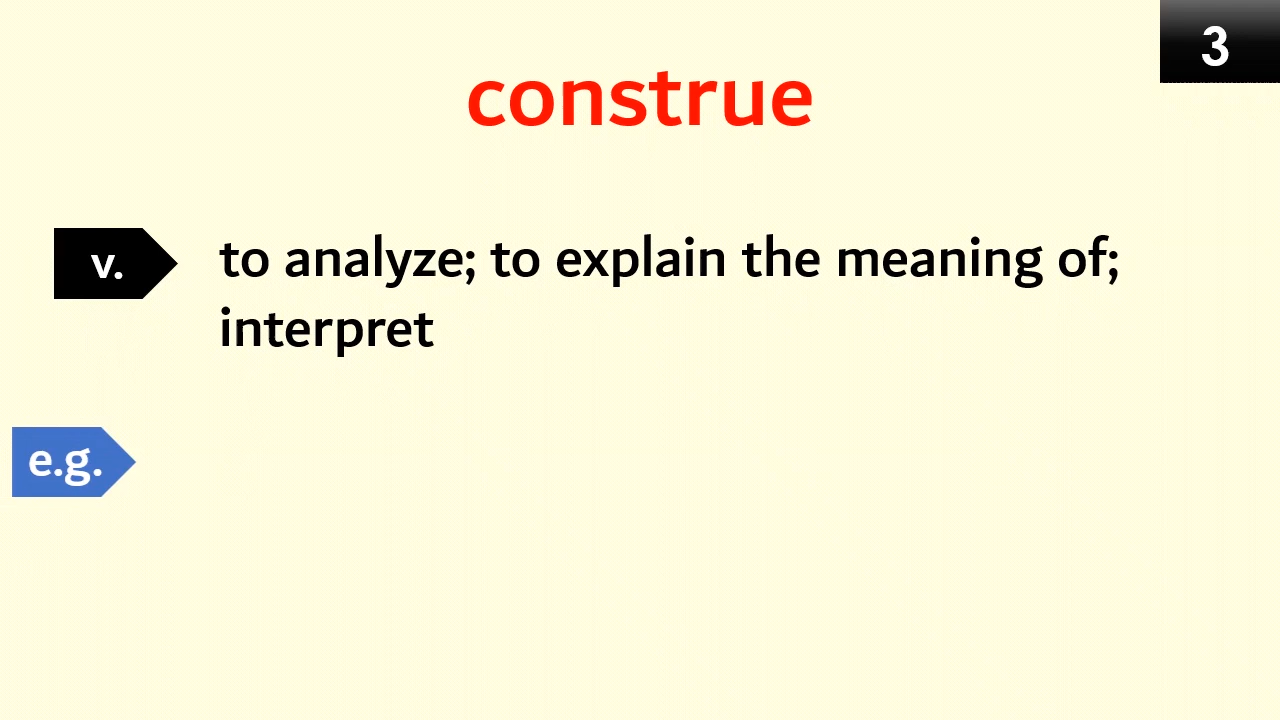 3
construe
v.
to analyze; to explain the meaning of;
interpret
e.g.